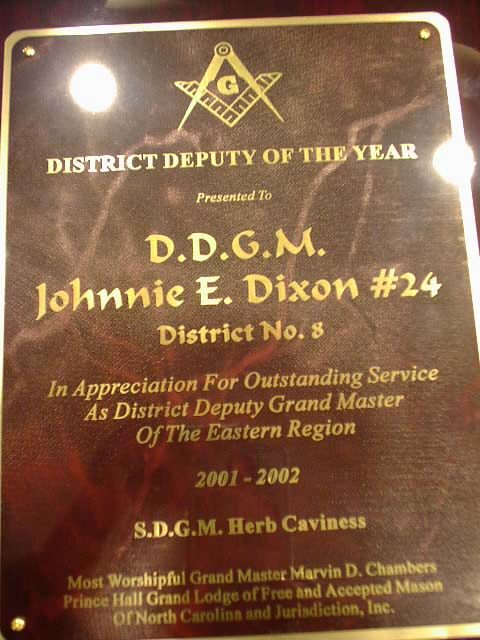 G
DISTRICT DEPUTY OF THE YEAR
Presented To
D.D.G.M.
Johnnie E. Dixon #24
District No. 8
In Appreciation For Outstanding Service
As District Deputy Grand Master
Of The Eastern Region
2001 - 2002
S.D.G.M. Herb Caviness
Most Worshipful Grand Master Marvin D. Chambers
Prince Hall Grand Lodge of Free and Accepted Mason
Of North Carolina and Jurisdiction, Inc.